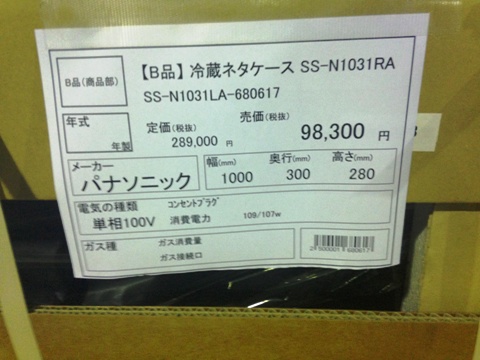 【B品】冷蔵ネタケース SS-N1031RA
B品(商品部)
SS-N1031LA-680617
年式
年製
定価(税抜)
289,000 円
売価(税抜)
98,300 円
メーカー
パナソニック
幅(mm) 奥行(mm) 高さ(mm)
1000 300 280
電気の種類 コンセントプラグ
単相100V 消費電力 109/107w
ガス種 ガス消費量
ガス接続口